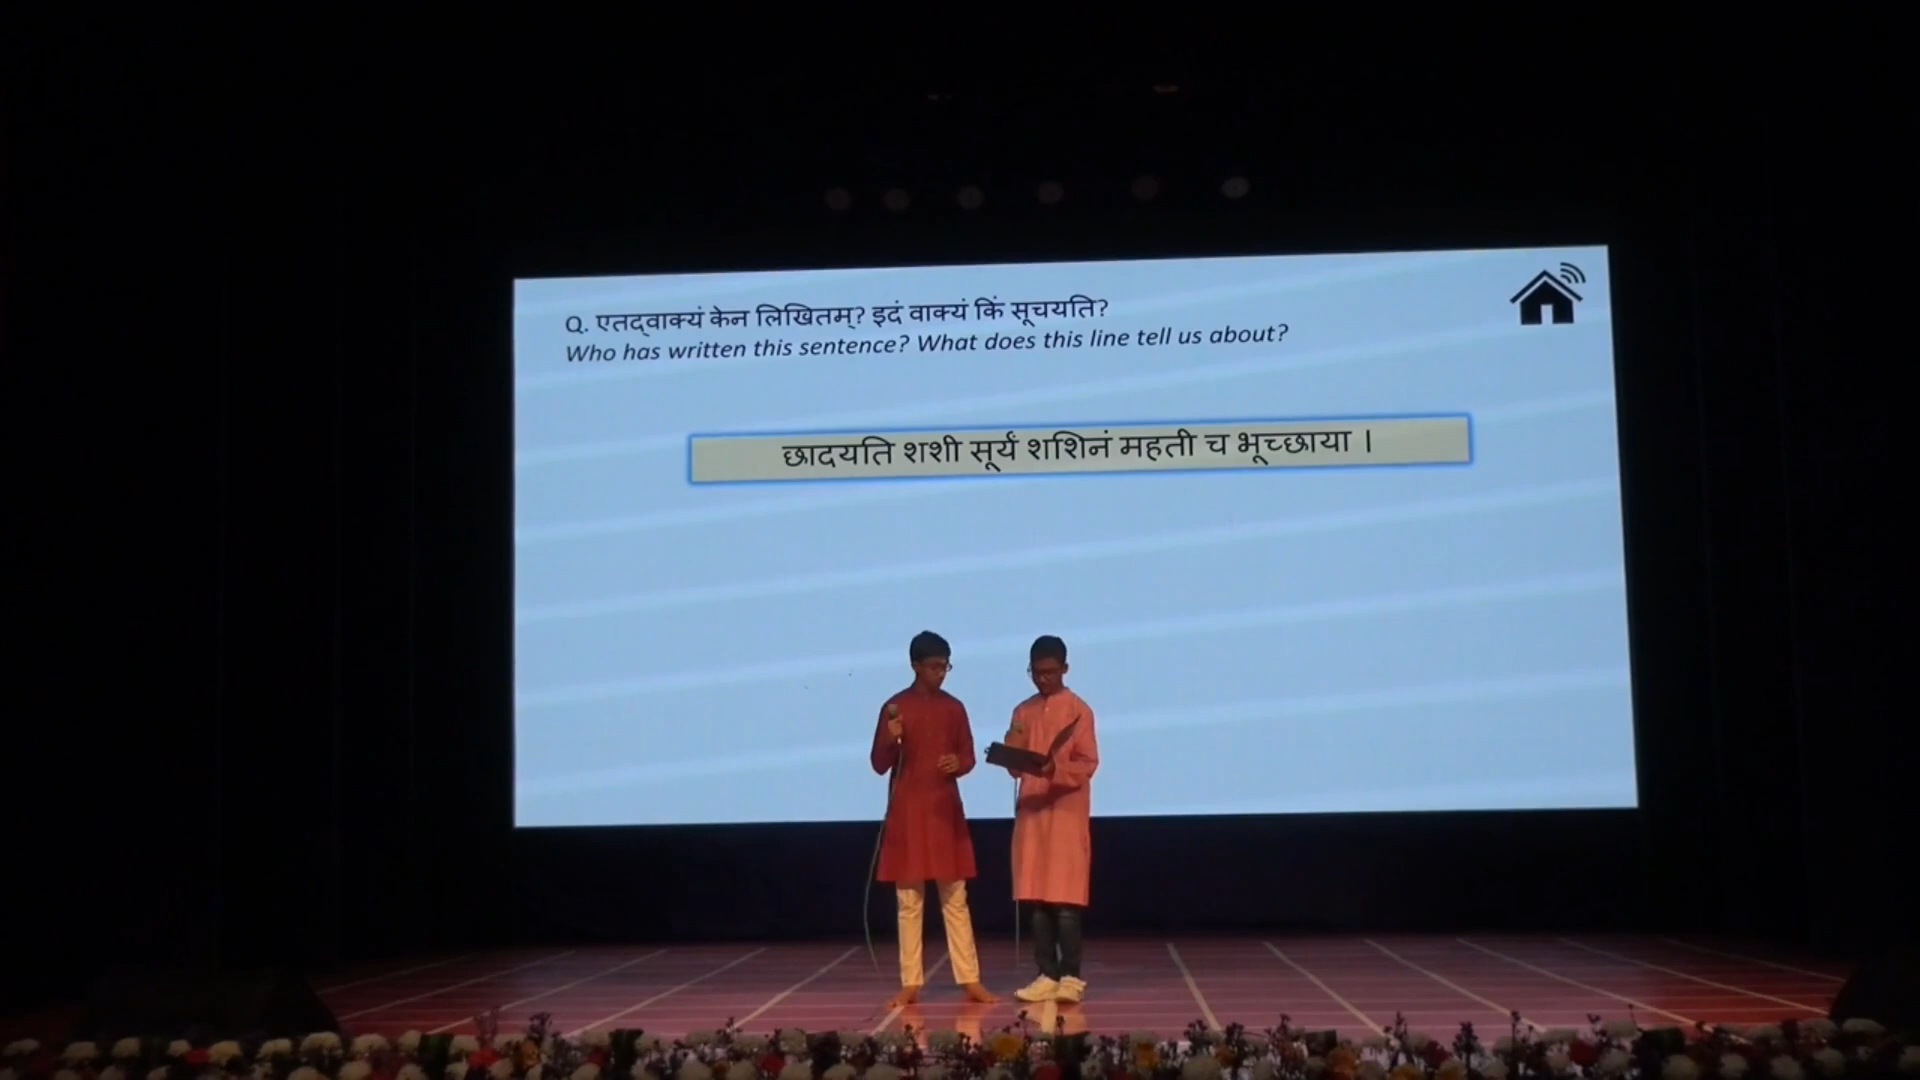 Q. एतद्वाक्यं केन लिखितम्? इदं वाक्यं किं सूचयति?
Who has written this sentence? What does this line tell us about?
छादयति शशी सूर्यं शशिनं महती च भूच्छाया ।